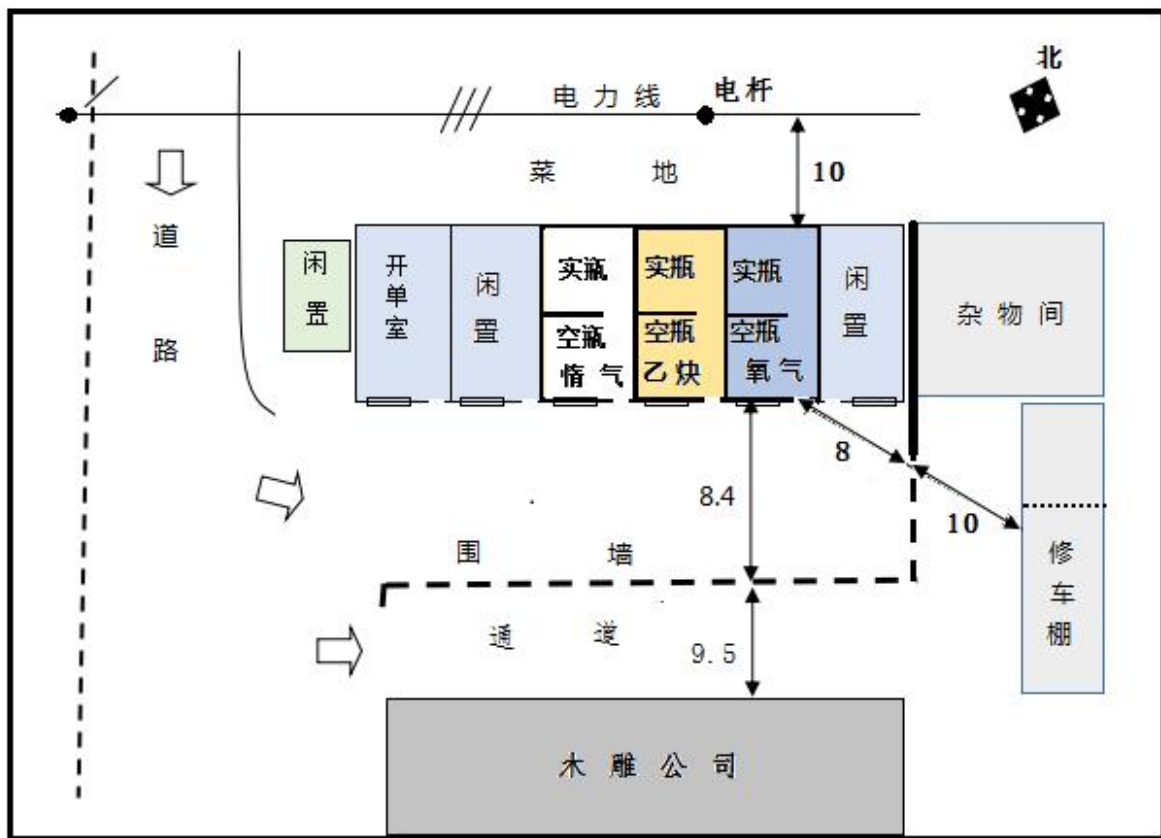 北
电力线
电杆
菜地
10
道路
闲置
开单室
闲置
实瓶
空瓶
惰气
实瓶
空瓶
乙炔
实瓶
空瓶
氧气
闲置
杂物间
8
8.4
10
围墙
修车棚
通道
9.5
木雕公司